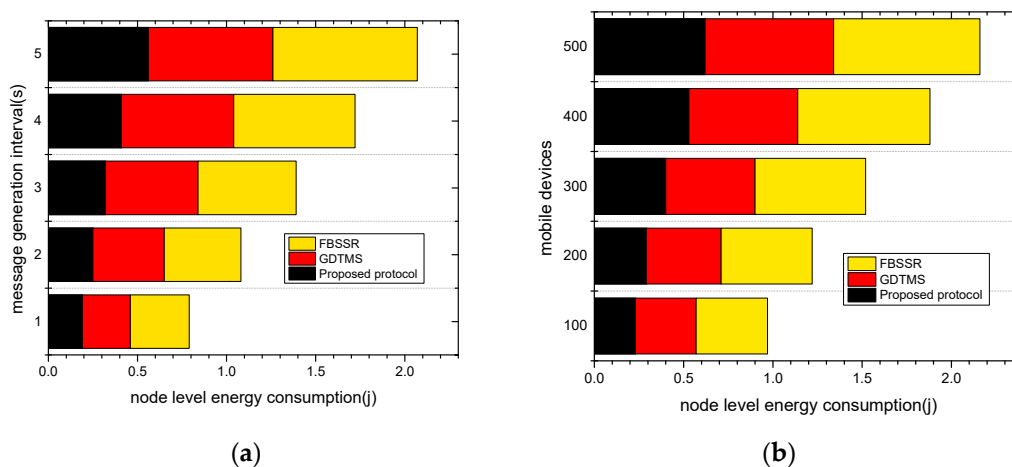 5
4
3
2
1
message generation interval(s)
FBSSR
GDTMS
Proposed protocol
0.0 0.5 1.0 1.5 2.0
node level energy consumption(j)
(a)
500
400
300
200
100
mobile devices
FBSSR
GDTMS
Proposed protocol
0.0 0.5 1.0 1.5 2.0
node level energy consumption(j)
(b)